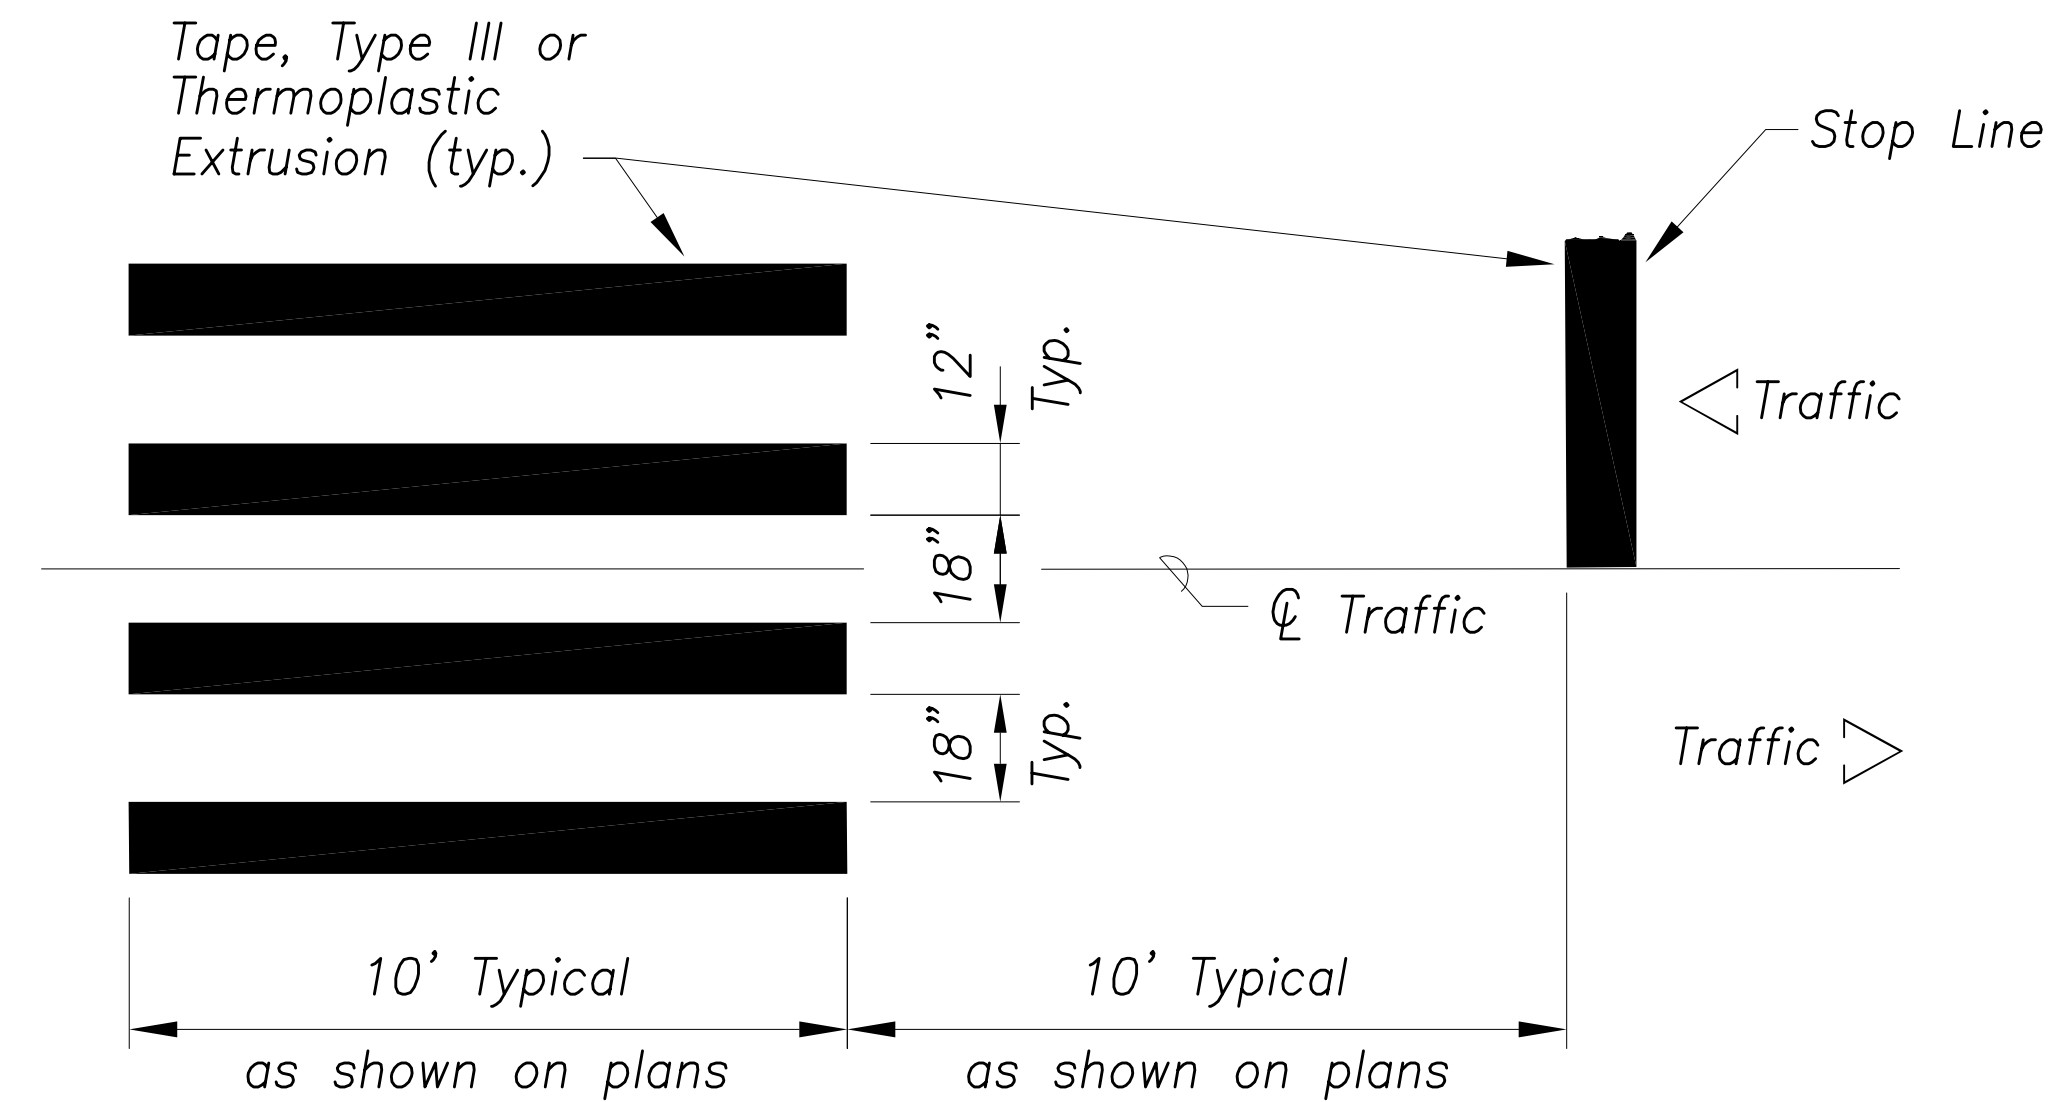 Tape, Type III or
Thermoplastic
Extrusion (typ.)
Stop Line
12”
Typ.
Traffic
18”
℄ Traffic
18”
Typ.
Traffic
10’ Typical
as shown on plans
10’ Typical
as shown on plans